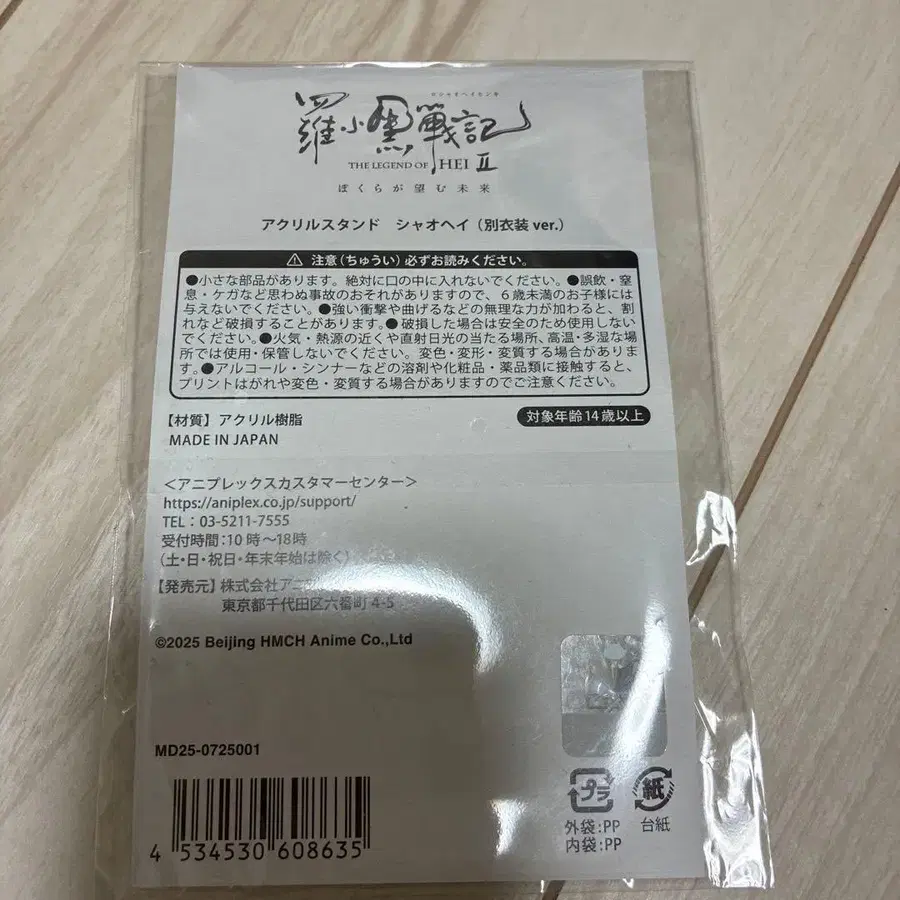 ロシャオヘイセンキ
羅小黒戰記
THE LEGEND OF HEI Ⅱ
ぼくらが望む未来
アクリルスタンド シャオヘイ（別衣装 ver.）
⚠ 注意（ちゅうい）必ずお読みください。
●小さな部品があります。絶対に口の中に入れないでください。●誤飲・窒
息・ケガなど思わぬ事故のおそれがありますので、６歳未満のお子様には
与えないでください。●強い衝撃や曲げるなどの無理な力が加わると、割
れなど破損することがあります。●破損した場合は安全のため使用しない
でください。●火気・熱源の近くや直射日光の当たる場所、高温・多湿な場
所では使用・保管しないでください。変色・変形・変質する場合がありま
す。●アルコール・シンナーなどの溶剤や化粧品・薬品類に接触すると、
プリントはがれや変色・変質する場合がありますのでご注意ください。
【材質】アクリル樹脂
対象年齢14歳以上
MADE IN JAPAN
＜アニプレックスカスタマーセンター＞
https://aniplex.co.jp/support/
TEL：03-5211-7555
受付時間：10時～18時
（土・日・祝日・年末年始は除く）
【発売元】株式会社アニ
東京都千代田区六番町 4-5
©2025 Beijing HMCH Anime Co.,Ltd
MD25-0725001
4 534530 608635
プラ
外袋：PP
内袋：PP
紙
台紙